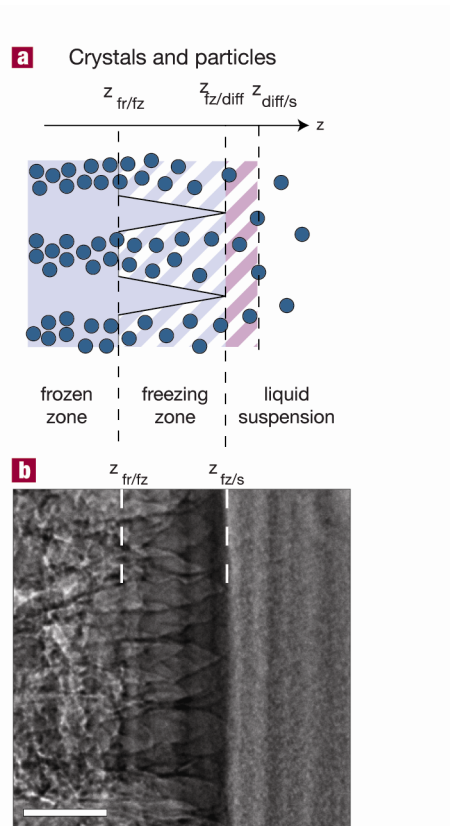 a Crystals and particles
z fr/fz z fz/diff z diff/s
z
frozen zone
freezing zone
liquid suspension
b
z fr/fz z fz/s